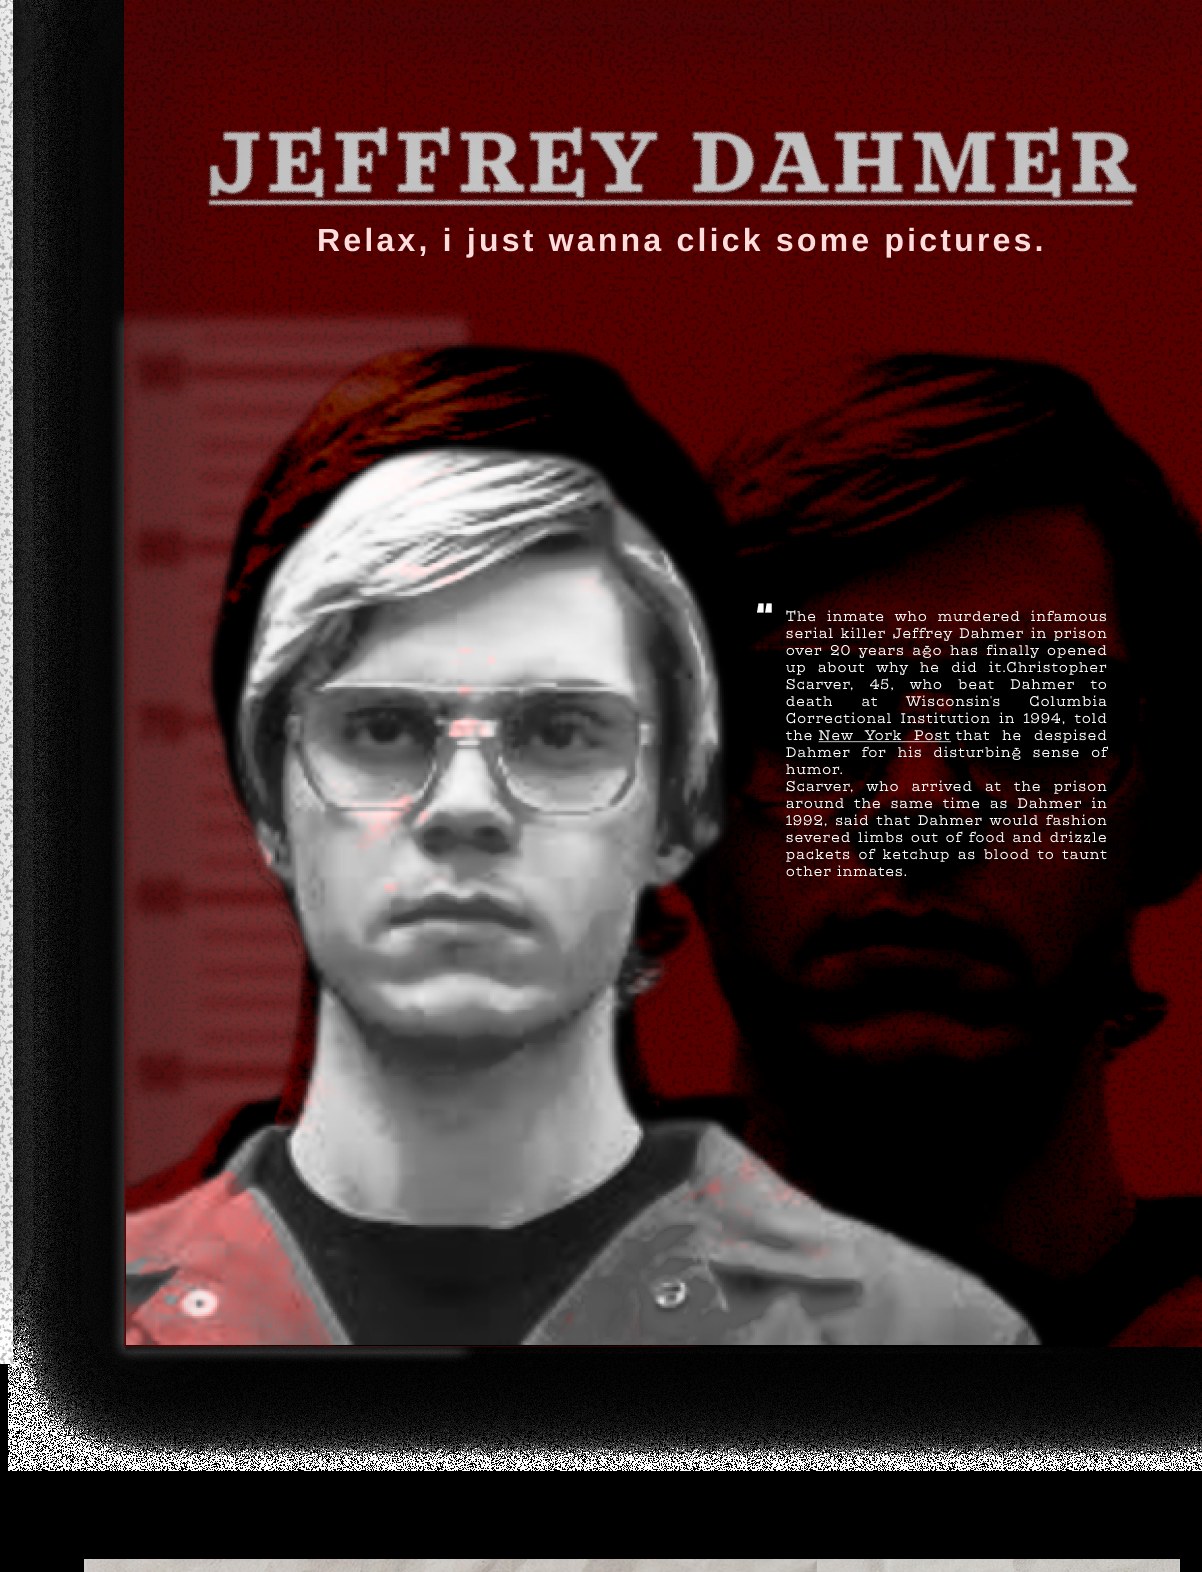 JEFFREY DAHMER
Relax, i just wanna click some pictures.
"
The inmate who murdered infamous
serial killer Jeffrey Dahmer in prison
over 20 years ago has finally opened
up about why he did it.Christopher
Scarver, 45, who beat Dahmer to
death at Wisconsin's Columbia
Correctional Institution in 1994, told
the New York Post that he despised
Dahmer for his disturbing sense of
humor.
Scarver, who arrived at the prison
around the same time as Dahmer in
1992, said that Dahmer would fashion
severed limbs out of food and drizzle
packets of ketchup as blood to taunt
other inmates.